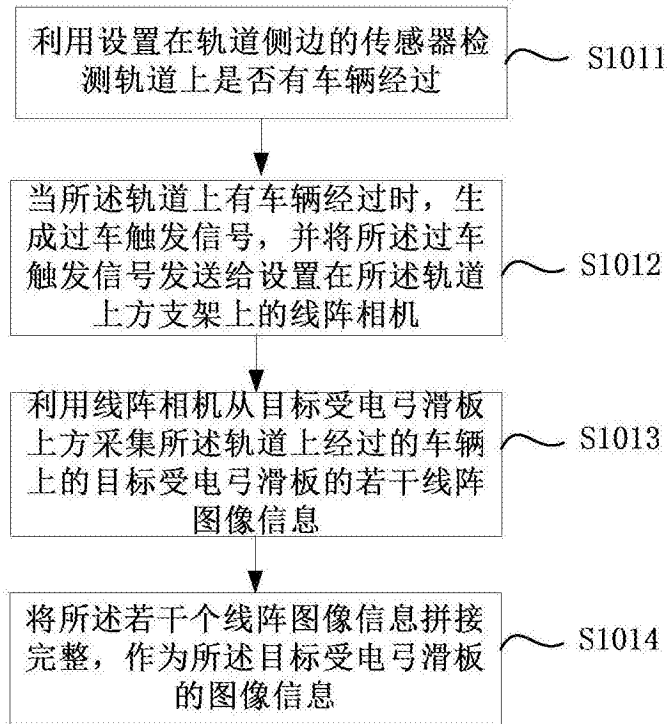 利用设置在轨道侧边的传感器检
测轨道上是否有车辆经过
S1011
当所述轨道上有车辆经过时，生
成过车触发信号，并将所述过车
触发信号发送给设置在所述轨道
上方支架上的线阵相机
S1012
利用线阵相机从目标受电弓滑板
上方采集所述轨道上经过的车辆
上的目标受电弓滑板的若干线阵
图像信息
S1013
将所述若干个线阵图像信息拼接
完整，作为所述目标受电弓滑板
的图像信息
S1014